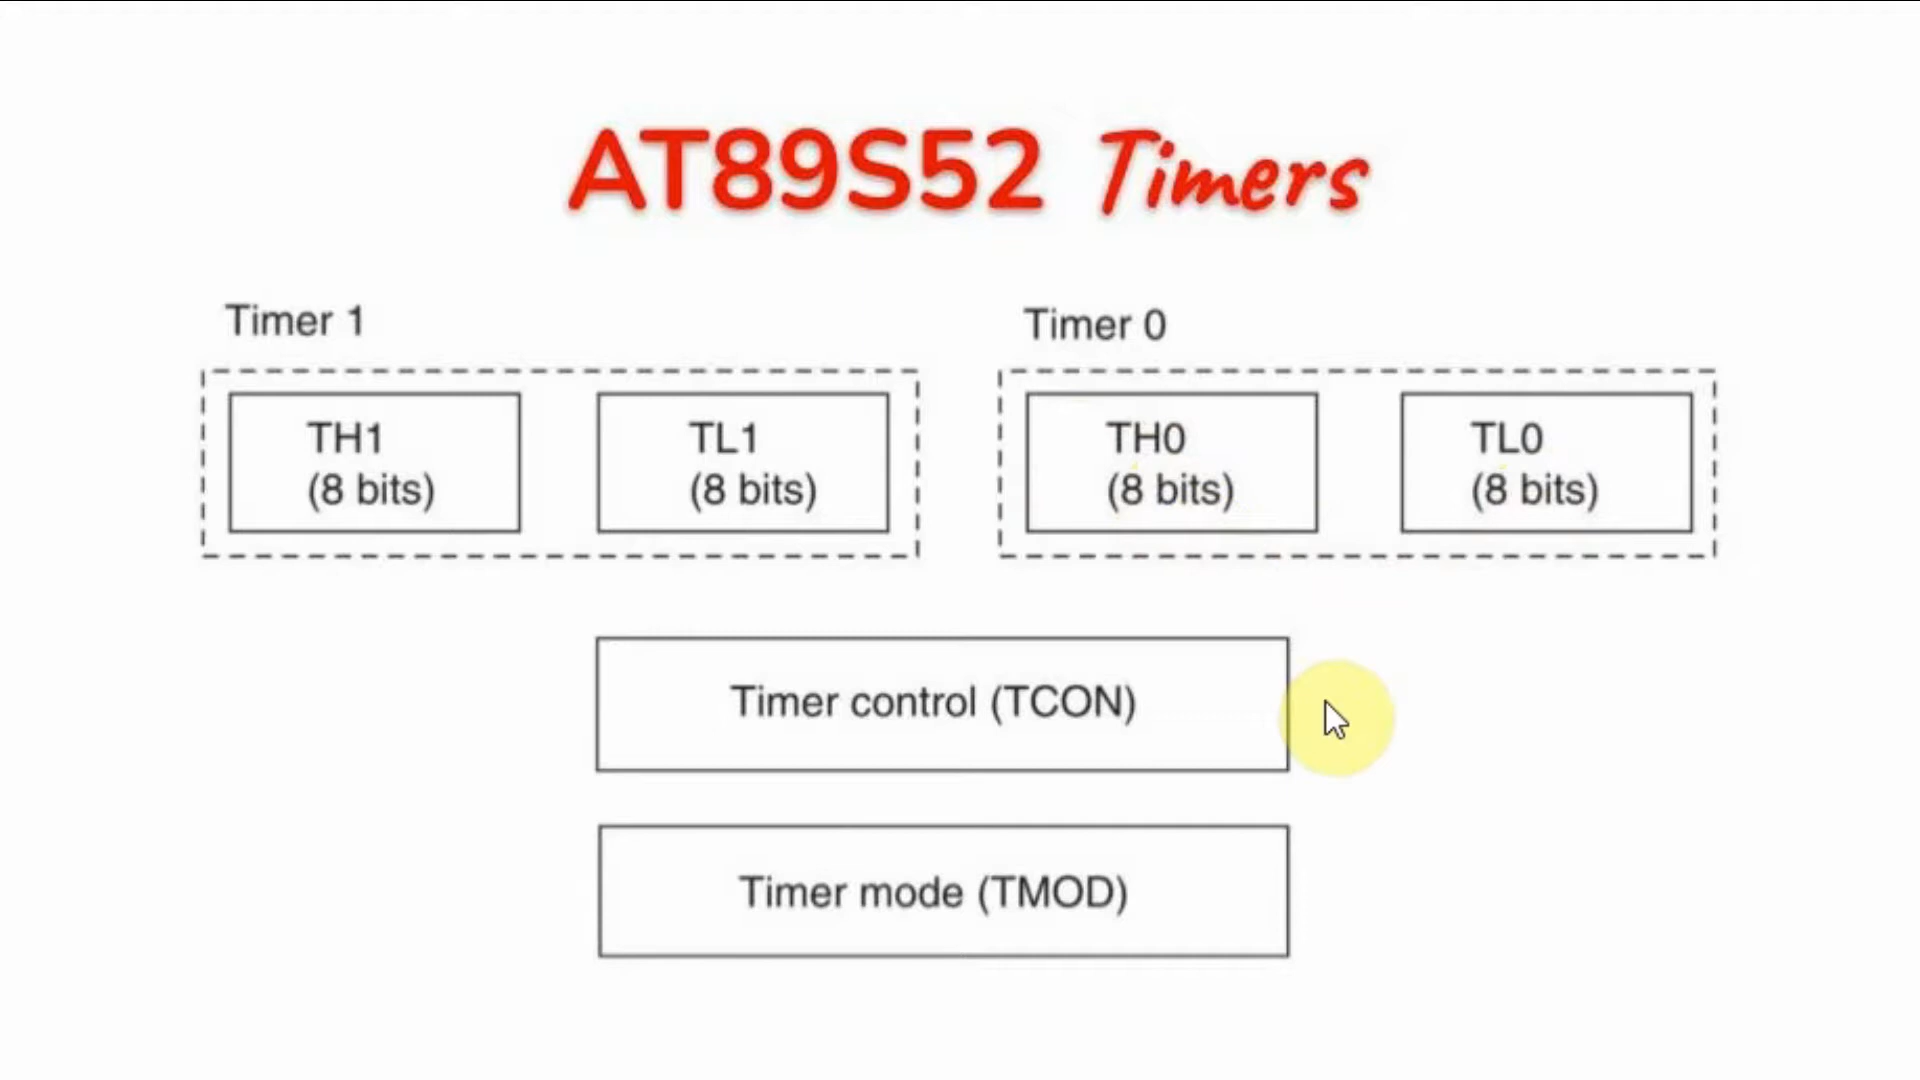 AT89S52 Timers
Timer 1
TH1
(8 bits)
TL1
(8 bits)
Timer 0
TH0
(8 bits)
TL0
(8 bits)
Timer control (TCON)
Timer mode (TMOD)